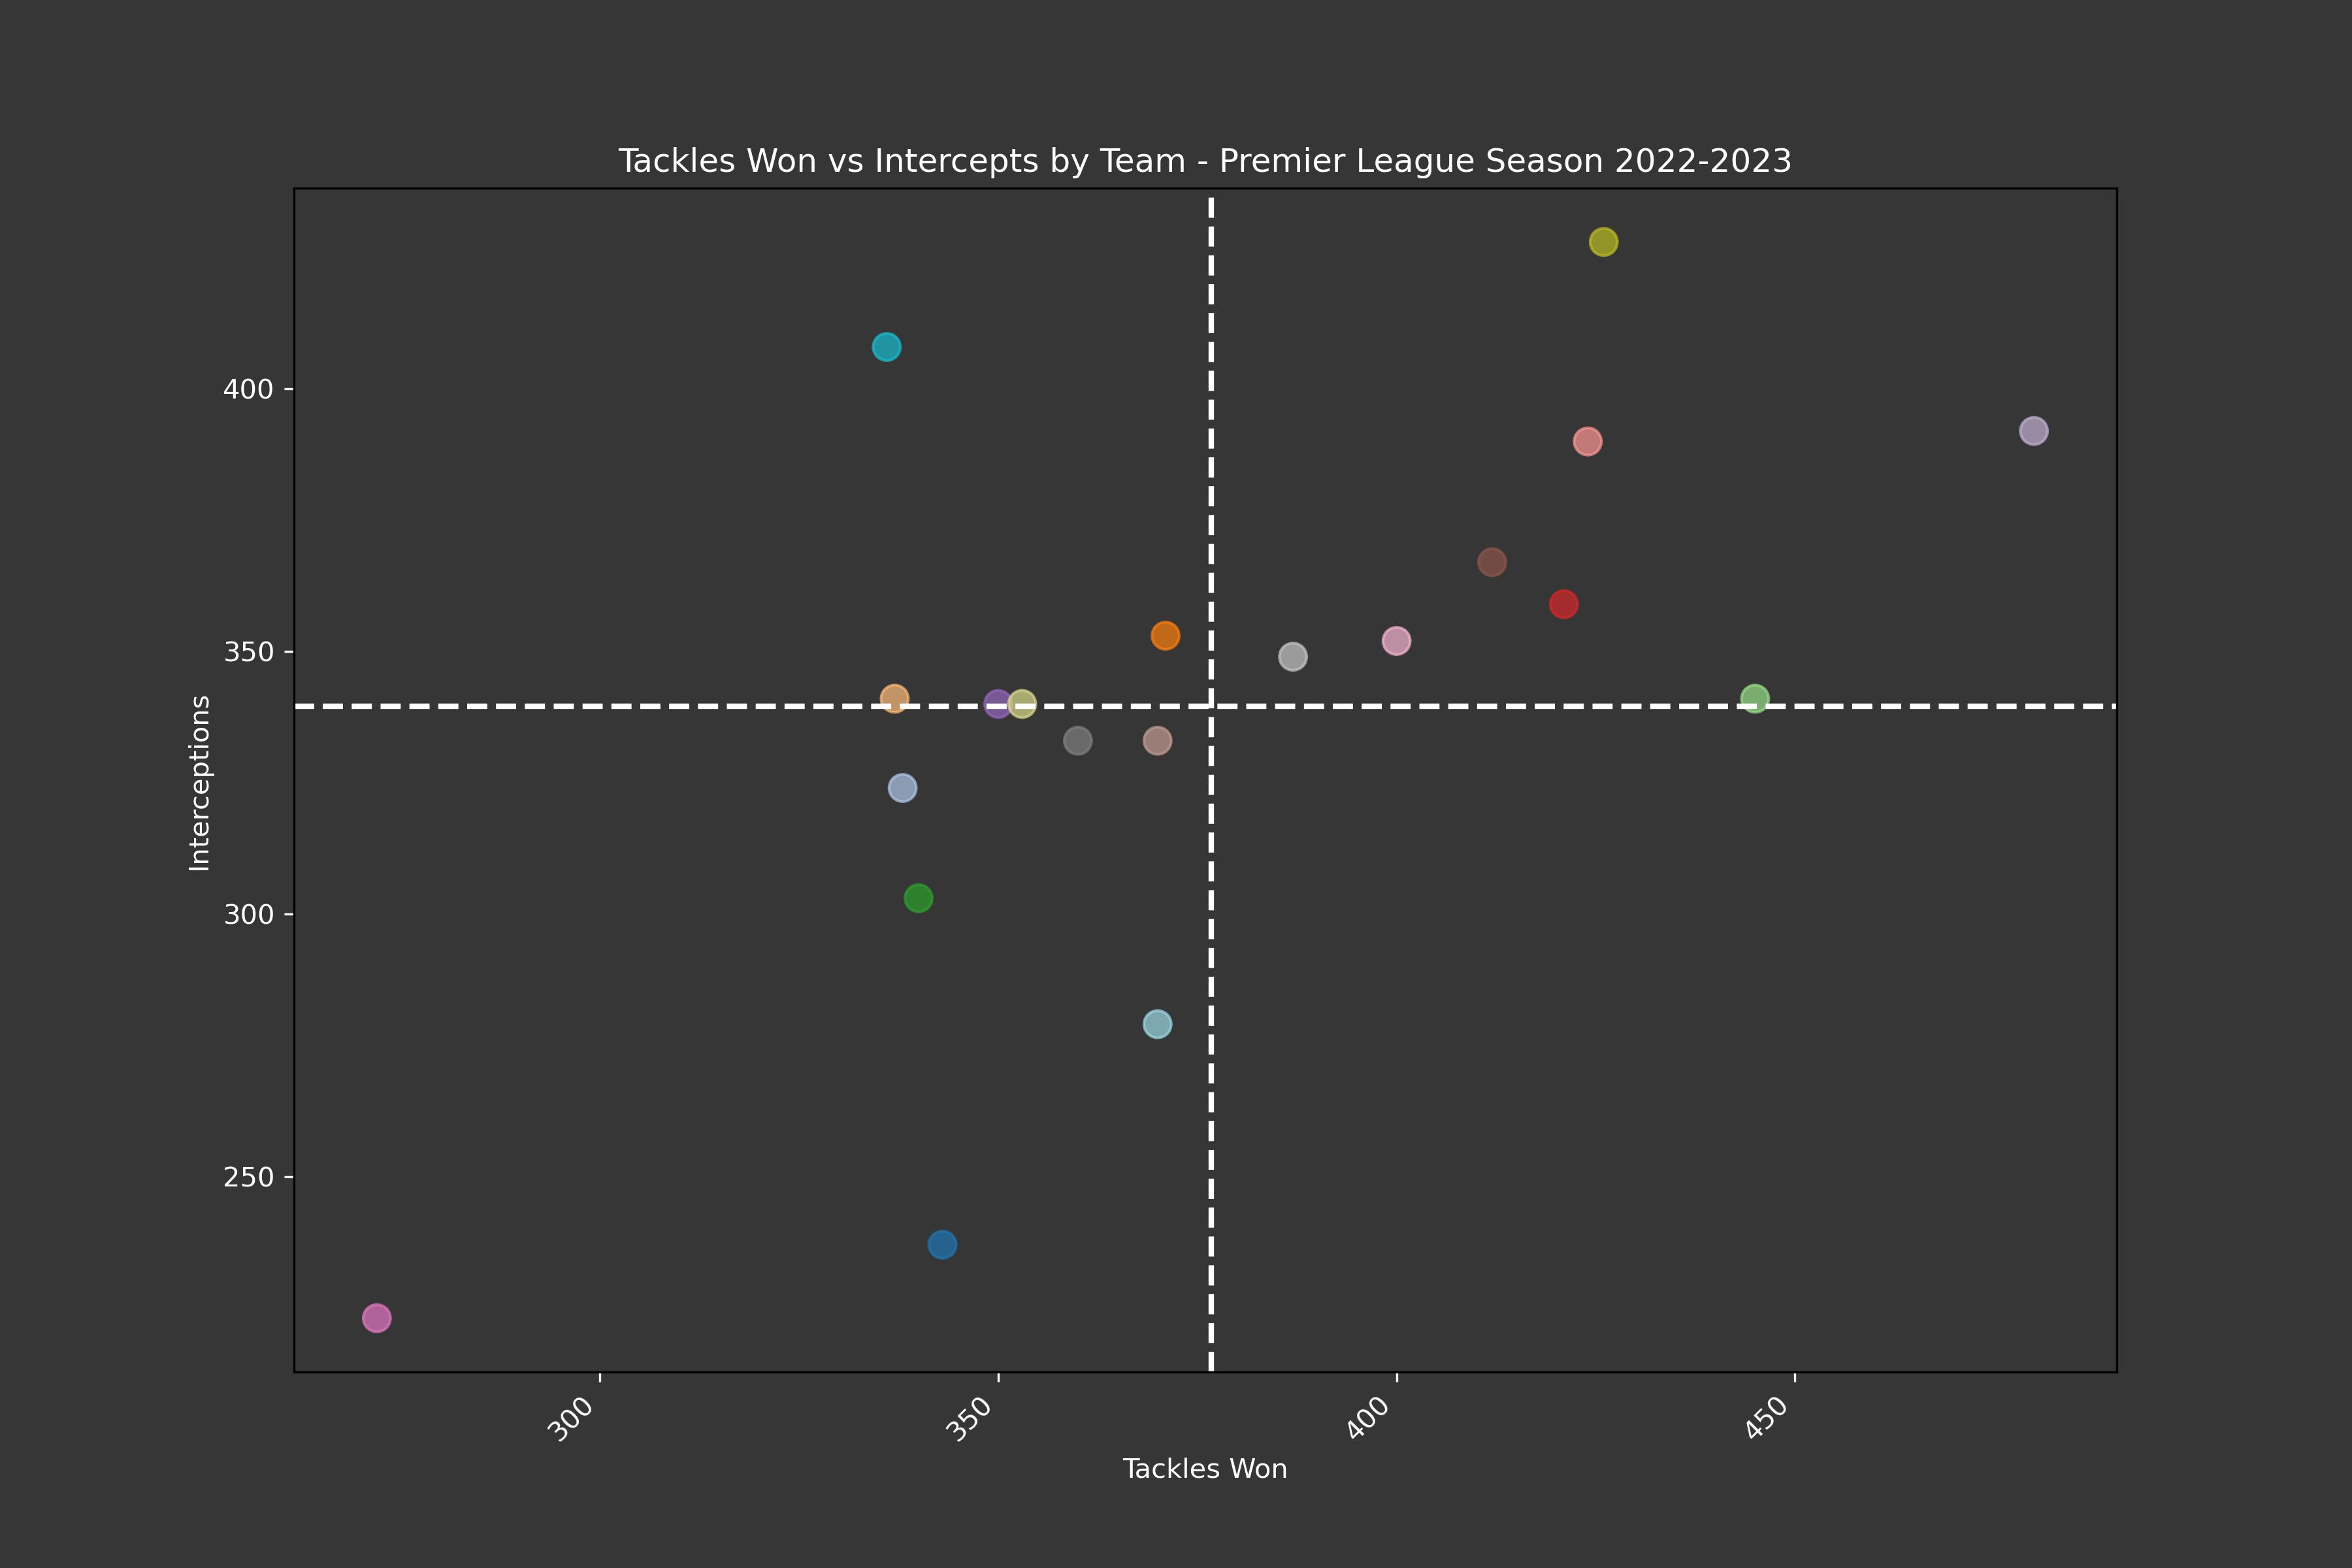 Tackles Won vs Intercepts by Team - Premier League Season 2022-2023
400
350
300
250
Interceptions
300
350
400
450
Tackles Won